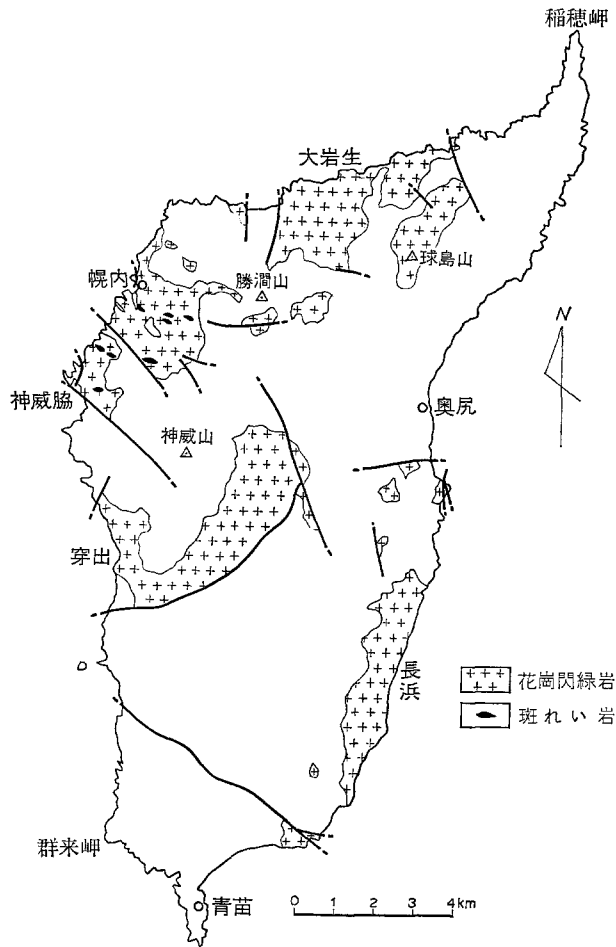 稲穂岬
大岩生
球島山
幌内
勝澗山
N
神威脇
奥尻
神威山
穿出
長浜
花崗閃緑岩
斑れい岩
群来岬
青苗
0 1 2 3 4km